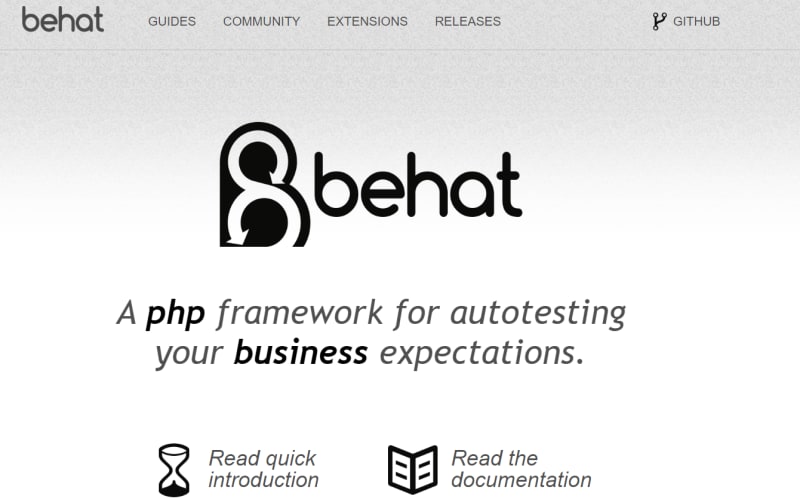 behat GUIDES COMMUNITY EXTENSIONS RELEASES GITHUB
behat
A php framework for autotesting
your business expectations.
Read quick
introduction
Read the
documentation